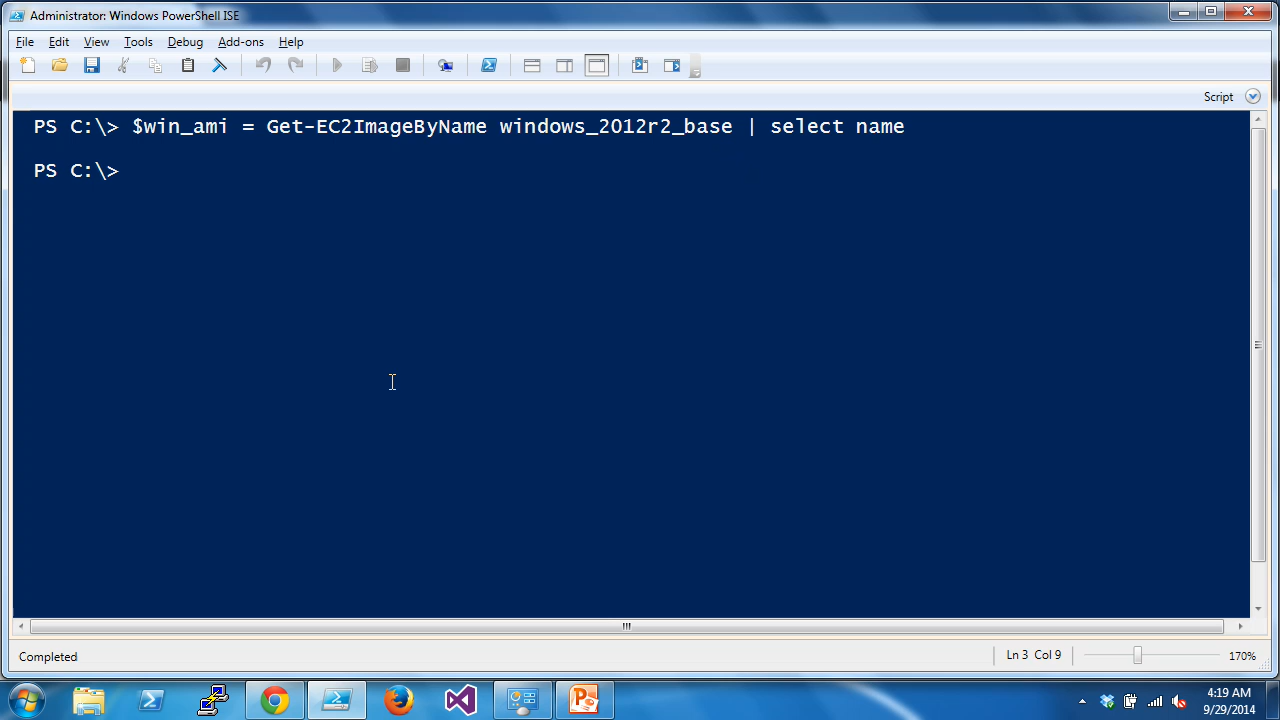 Administrator: Windows PowerShell ISE
File Edit View Tools Debug Add-ons Help
Script
PS C:\> $win_ami = Get-EC2ImageByName windows_2012r2_base | select name
PS C:\>
Completed
Ln 3 Col 9
170%
4:19 AM
9/29/2014